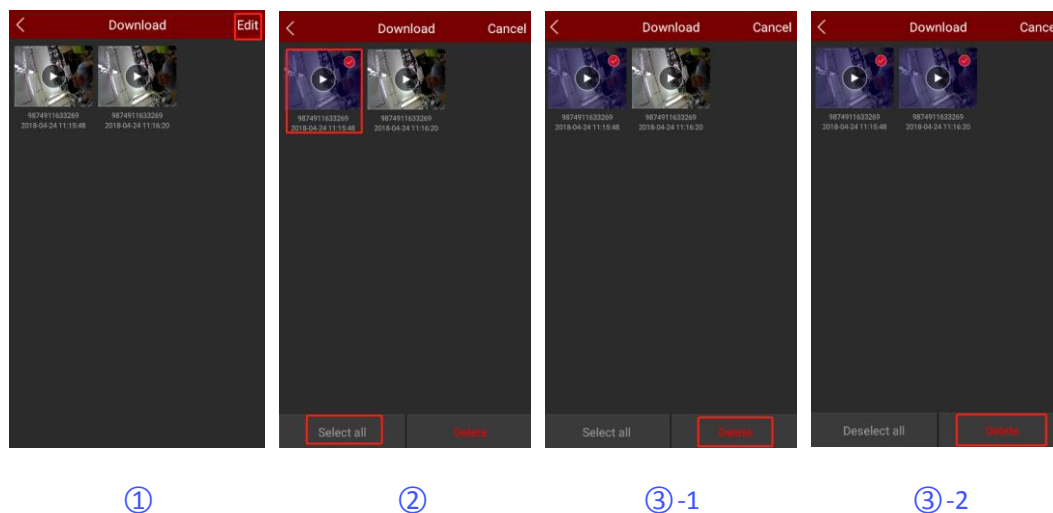 Download Edit
9874911633269 9874911633269
2018-04-24 11:15:48 2018-04-24 11:16:20
①
Download Cancel
9874911633269 9874911633269
2018-04-24 11:15:48 2018-04-24 11:16:20
Select all Delete
②
Download Cancel
9874911633269 9874911633269
2018-04-24 11:15:48 2018-04-24 11:16:20
Select all Delete
③-1
Download Cance
9874911633269 9874911633269
2018-04-24 11:15:48 2018-04-24 11:16:20
Deselect all Delete
③-2